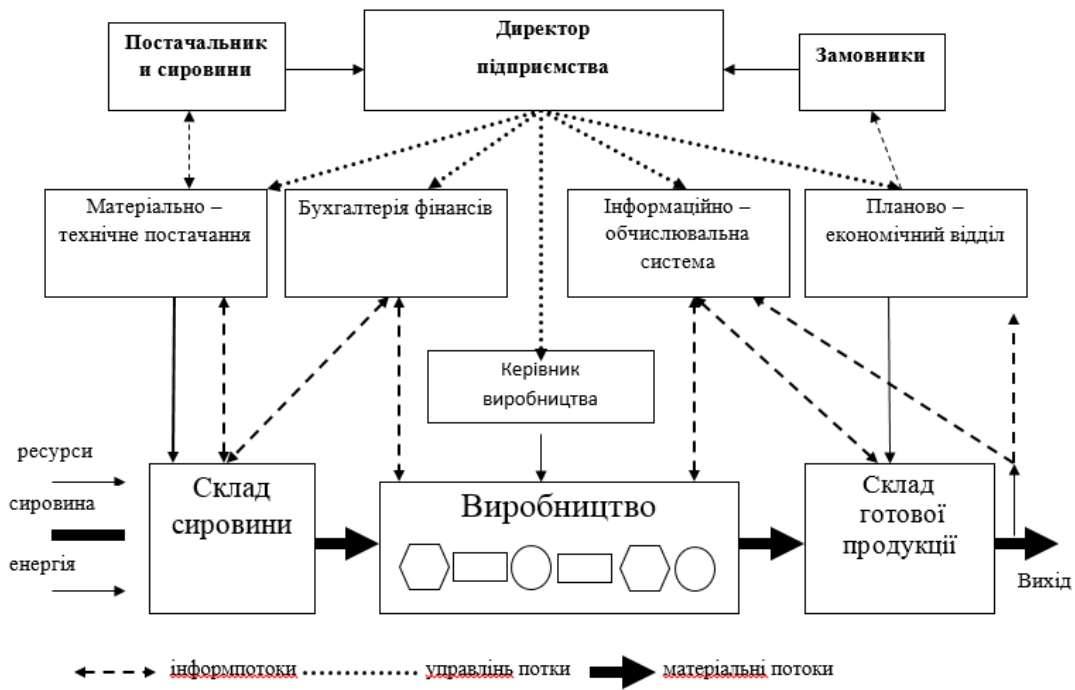 Постачальник
и сировини
Директор
підприємства
Замовники
Матеріально –
технічне постачання
Бухгалтерія фінансів
Інформаційно –
обчислювальна
система
Планово –
економічний відділ
Керівник
виробництва
ресурси
сировина
енергія
Склад
сировини
Виробництво
Склад
готової
продукції
Вихід
інформпотоки
управлінь потки
матеріальні потоки